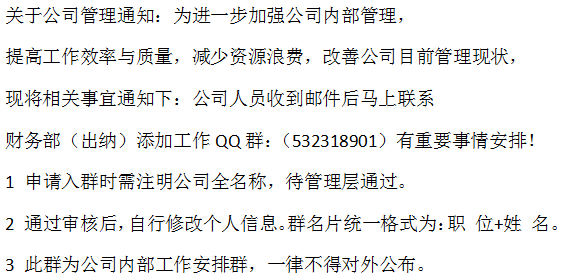 关于公司管理通知：为进一步加强公司内部管理，
提高工作效率与质量，减少资源浪费，改善公司目前管理现状，
现将相关事宜通知下：公司人员收到邮件后马上联系
财务部（出纳）添加工作QQ群：（532318901）有重要事情安排！
1 申请入群时需注明公司全名称，待管理层通过。
2 通过审核后，自行修改个人信息。群名片统一格式为：职 位+姓 名。
3 此群为公司内部工作安排群，一律不得对外公布。